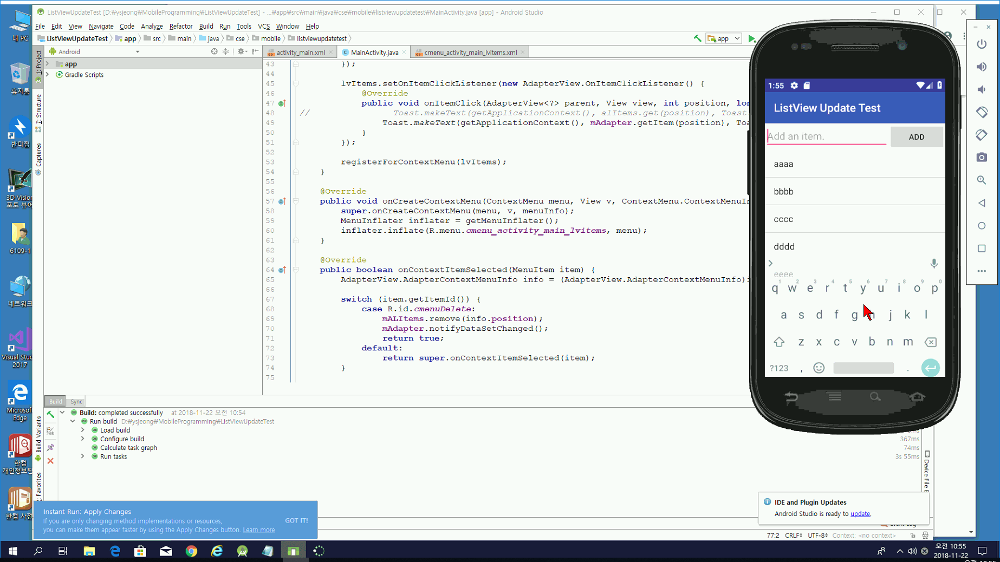 ListViewUpdateTest [D:₩ysjeong₩MobileProgramming₩ListViewUpdateTest] - ...₩app₩src₩main₩java₩cse₩mobile₩listviewupdatetest₩MainActivity.java [app] - Android Studio
File Edit View Navigate Code Analyze Refactor Build Run Tools VCS Window Help
ListViewUpdateTest app src main java cse mobile listviewupdatetest
app
Android
activity_main.xml MainActivity.java cmenu_activity_main_lvitems.xml
1: Project
7: Structure
Captures
Build Variants
Favorites
app
Gradle Scripts
내 PC
휴지통
반디집
3D Vision
포토 뷰어
6109-1
네트워크
Visual Stud
2017
Microsoft
Edge
한컴
개인정보탐
한컴 사전
43 });
44
45 lvItems.setOnItemClickListener(new AdapterView.OnItemClickListener() {
46 @Override
47 public void onItemClick(AdapterView<?> parent, View view, int position, lon
48 // Toast.makeText(getApplicationContext(), alItems.get(position), Toast.
49 Toast.makeText(getApplicationContext(), mAdapter.getItem(position), To
50 }
51 });
52
53 registerForContextMenu(lvItems);
54 }
55
56 @Override
57 public void onCreateContextMenu(ContextMenu menu, View v, ContextMenu.ContextMenuIn
58 super.onCreateContextMenu(menu, v, menuInfo);
59 MenuInflater inflater = getMenuInflater();
60 inflater.inflate(R.menu.cmenu_activity_main_lvitems, menu);
61 }
62
63 @Override
64 public boolean onContextItemSelected(MenuItem item) {
65 AdapterView.AdapterContextMenuInfo info = (AdapterView.AdapterContextMenuInfo)i
66
67 switch (item.getItemId()) {
68 case R.id.cmenuDelete:
69 mALItems.remove(info.position);
70 mAdapter.notifyDataSetChanged();
71 return true;
72 default:
73 return super.onContextItemSelected(item);
74 }
75
1:55
ListView Update Test
Add an item. ADD
aaaa
bbbb
cccc
dddd
eeee
1 2 3 4 5 6 7 8 9 0
q w e r t y u i o p
a s d f g h j k l
z x c v b n m
?123 , .
Build Sync
Build: completed successfully at 2018-11-22 오전 10:54
Run build D:₩ysjeong₩MobileProgramming₩ListViewUpdateTest
Load build
Configure build 367ms
Calculate task graph 74ms
Run tasks 3s 55ms
Device File E
Instant Run: Apply Changes
If you are only changing method implementations or resources,
you can make them appear faster by using the Apply Changes button. Learn more
GOT IT!
IDE and Plugin Updates
Android Studio is ready to update.
Event Log
77:2 CRLF UTF-8 Context: <no context>
오전 10:55
2018-11-22